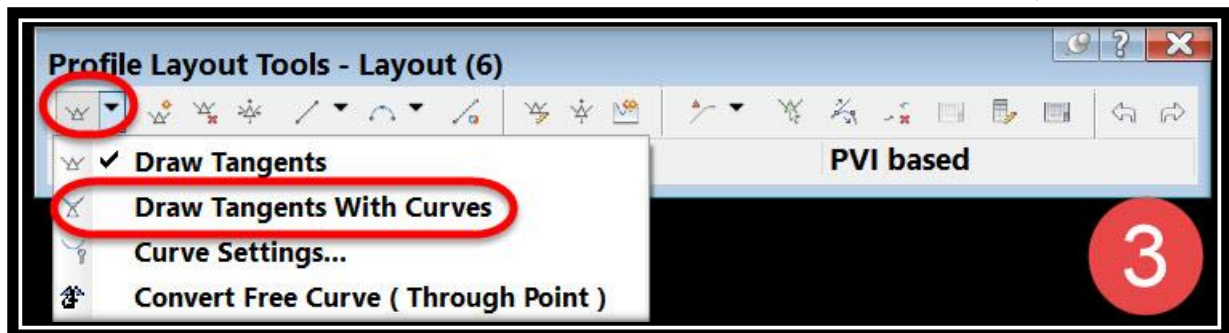 Profile Layout Tools - Layout (6)
Draw Tangents
PVI based
Draw Tangents With Curves
Curve Settings...
Convert Free Curve ( Through Point )
3